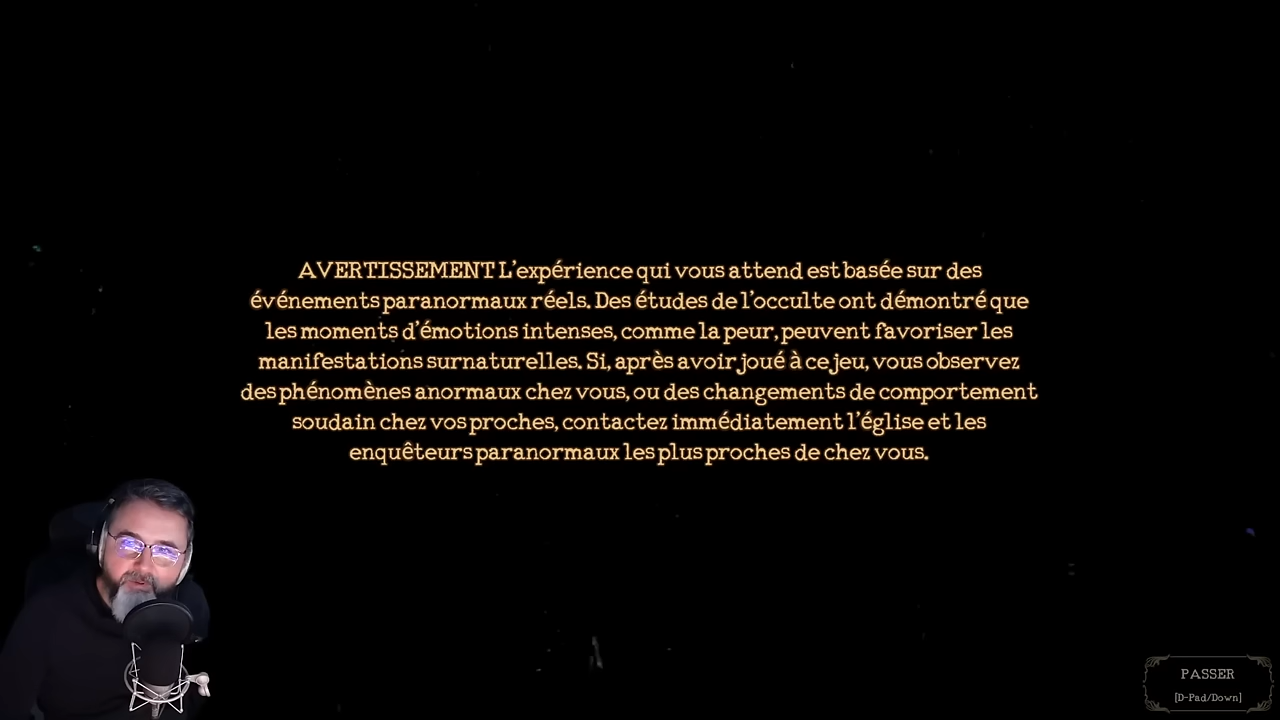 AVERTISSEMENT L'expérience qui vous attend est basée sur des
événements paranormaux réels. Des études de l'occulte ont démontré que
les moments d'émotions intenses, comme la peur, peuvent favoriser les
manifestations surnaturelles. Si, après avoir joué à ce jeu, vous observez
des phénomènes anormaux chez vous, ou des changements de comportement
soudain chez vos proches, contactez immédiatement l'église et les
enquêteurs paranormaux les plus proches de chez vous.
PASSER
[D-Pad/Down]